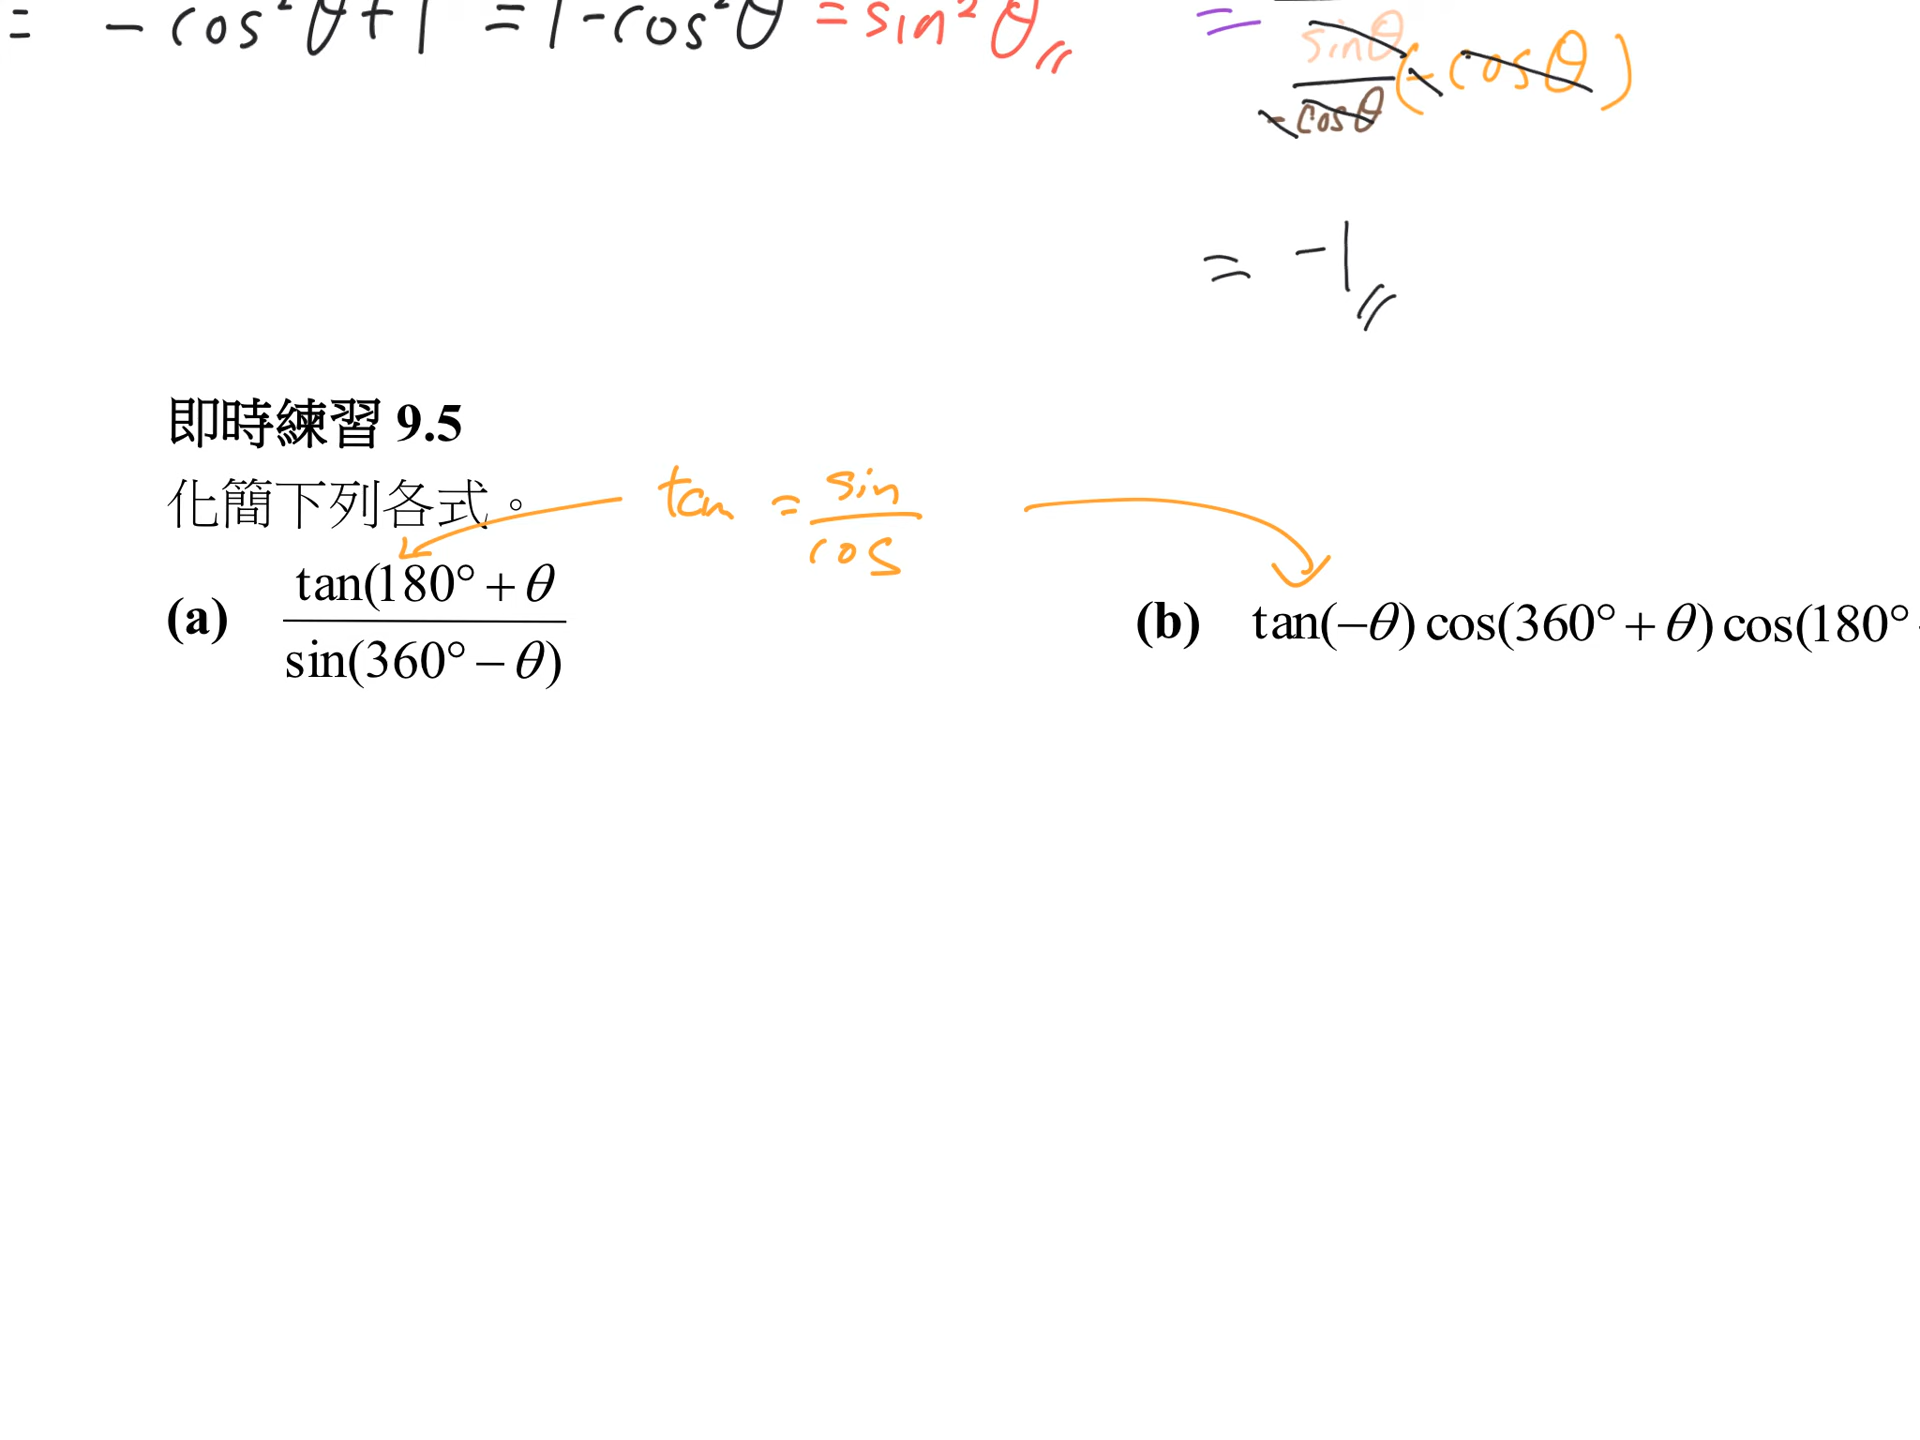 = - cos²θ + 1 = 1 - cos²θ = sin²θ //
=
sinθ
-cosθ
(-cosθ)
= -1 //
即時練習 9.5
化簡下列各式。
tan = sin
cos
(a)
tan(180° + θ
sin(360° − θ)
(b) tan(−θ) cos(360° + θ) cos(180°